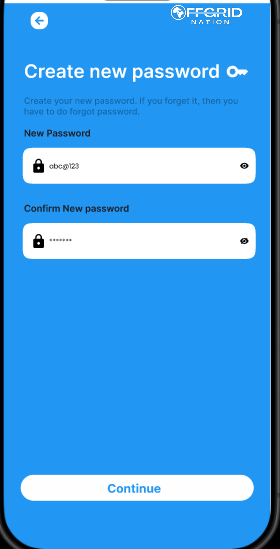 FFGRID
NATION
Create new password
Create your new password. If you forget it, then you
have to do forgot password.
New Password
abc@123
Confirm New password
*******
Continue